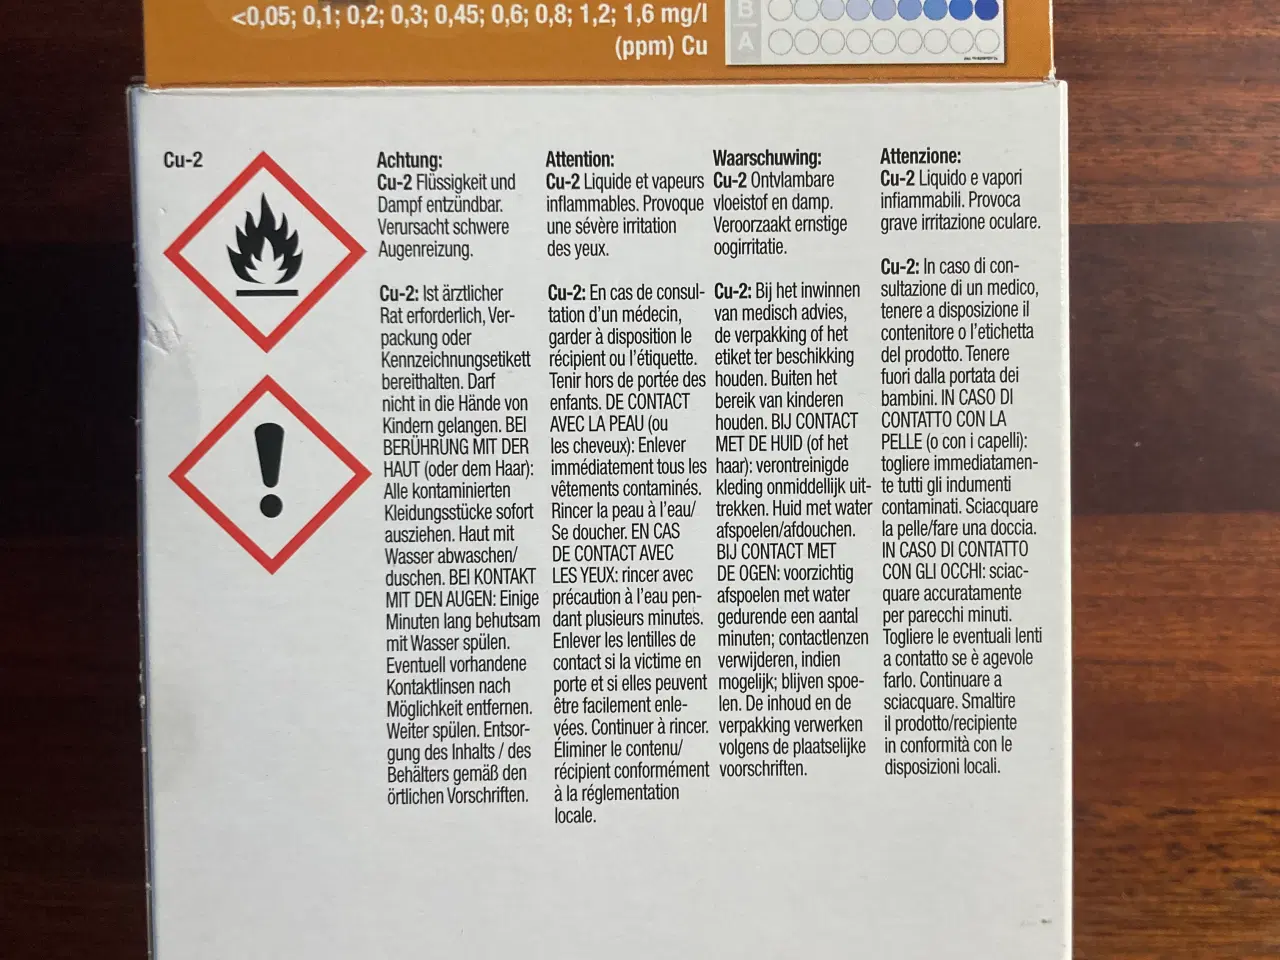 <0,05; 0,1; 0,2; 0,3; 0,45; 0,6; 0,8; 1,2; 1,6 mg/l
(ppm) Cu
B
A
Cu-2
Achtung:
Cu-2 Flüssigkeit und
Dampf entzündbar.
Verursacht schwere
Augenreizung.
Cu-2: Ist ärztlicher
Rat erforderlich, Ver-
packung oder
Kennzeichnungsetikett
bereithalten. Darf
nicht in die Hände von
Kindern gelangen. BEI
BERÜHRUNG MIT DER
HAUT (oder dem Haar):
Alle kontaminierten
Kleidungsstücke sofort
ausziehen. Haut mit
Wasser abwaschen/
duschen. BEI KONTAKT
MIT DEN AUGEN: Einige
Minuten lang behutsam
mit Wasser spülen.
Eventuell vorhandene
Kontaktlinsen nach
Möglichkeit entfernen.
Weiter spülen. Entsor-
gung des Inhalts / des
Behälters gemäß den
örtlichen Vorschriften.
Attention:
Cu-2 Liquide et vapeurs
inflammables. Provoque
une sévère irritation
des yeux.
Cu-2: En cas de consul-
tation d'un médecin,
garder à disposition le
récipient ou l'étiquette.
Tenir hors de portée des
enfants. DE CONTACT
AVEC LA PEAU (ou
les cheveux): Enlever
immédiatement tous les
vêtements contaminés.
Rincer la peau à l'eau/
Se doucher. EN CAS
DE CONTACT AVEC
LES YEUX: rincer avec
précaution à l'eau pen-
dant plusieurs minutes.
Enlever les lentilles de
contact si la victime en
porte et si elles peuvent
être facilement enle-
vées. Continuer à rincer.
Éliminer le contenu/
récipient conformément
à la réglementation
locale.
Waarschuwing:
Cu-2 Ontvlambare
vloeistof en damp.
Veroorzaakt ernstige
oogirritatie.
Cu-2: Bij het inwinnen
van medisch advies,
de verpakking of het
etiket ter beschikking
houden. Buiten het
bereik van kinderen
houden. BIJ CONTACT
MET DE HUID (of het
haar): verontreinigde
kleding onmiddellijk uit-
trekken. Huid met water
afspoelen/afdouchen.
BIJ CONTACT MET
DE OGEN: voorzichtig
afspoelen met water
gedurende een aantal
minuten; contactlenzen
verwijderen, indien
mogelijk; blijven spoe-
len. De inhoud en de
verpakking verwerken
volgens de plaatselijke
voorschriften.
Attenzione:
Cu-2 Liquido e vapori
infiammabili. Provoca
grave irritazione oculare.
Cu-2: In caso di con-
sultazione di un medico,
tenere a disposizione il
contenitore o l'etichetta
del prodotto. Tenere
fuori dalla portata dei
bambini. IN CASO DI
CONTATTO CON LA
PELLE (o con i capelli):
togliere immediatamen-
te tutti gli indumenti
contaminati. Sciacquare
la pelle/fare una doccia.
IN CASO DI CONTATTO
CON GLI OCCHI: sciac-
quare accuratamente
per parecchi minuti.
Togliere le eventuali lenti
a contatto se è agevole
farlo. Continuare a
sciacquare. Smaltire
il prodotto/recipiente
in conformità con le
disposizioni locali.